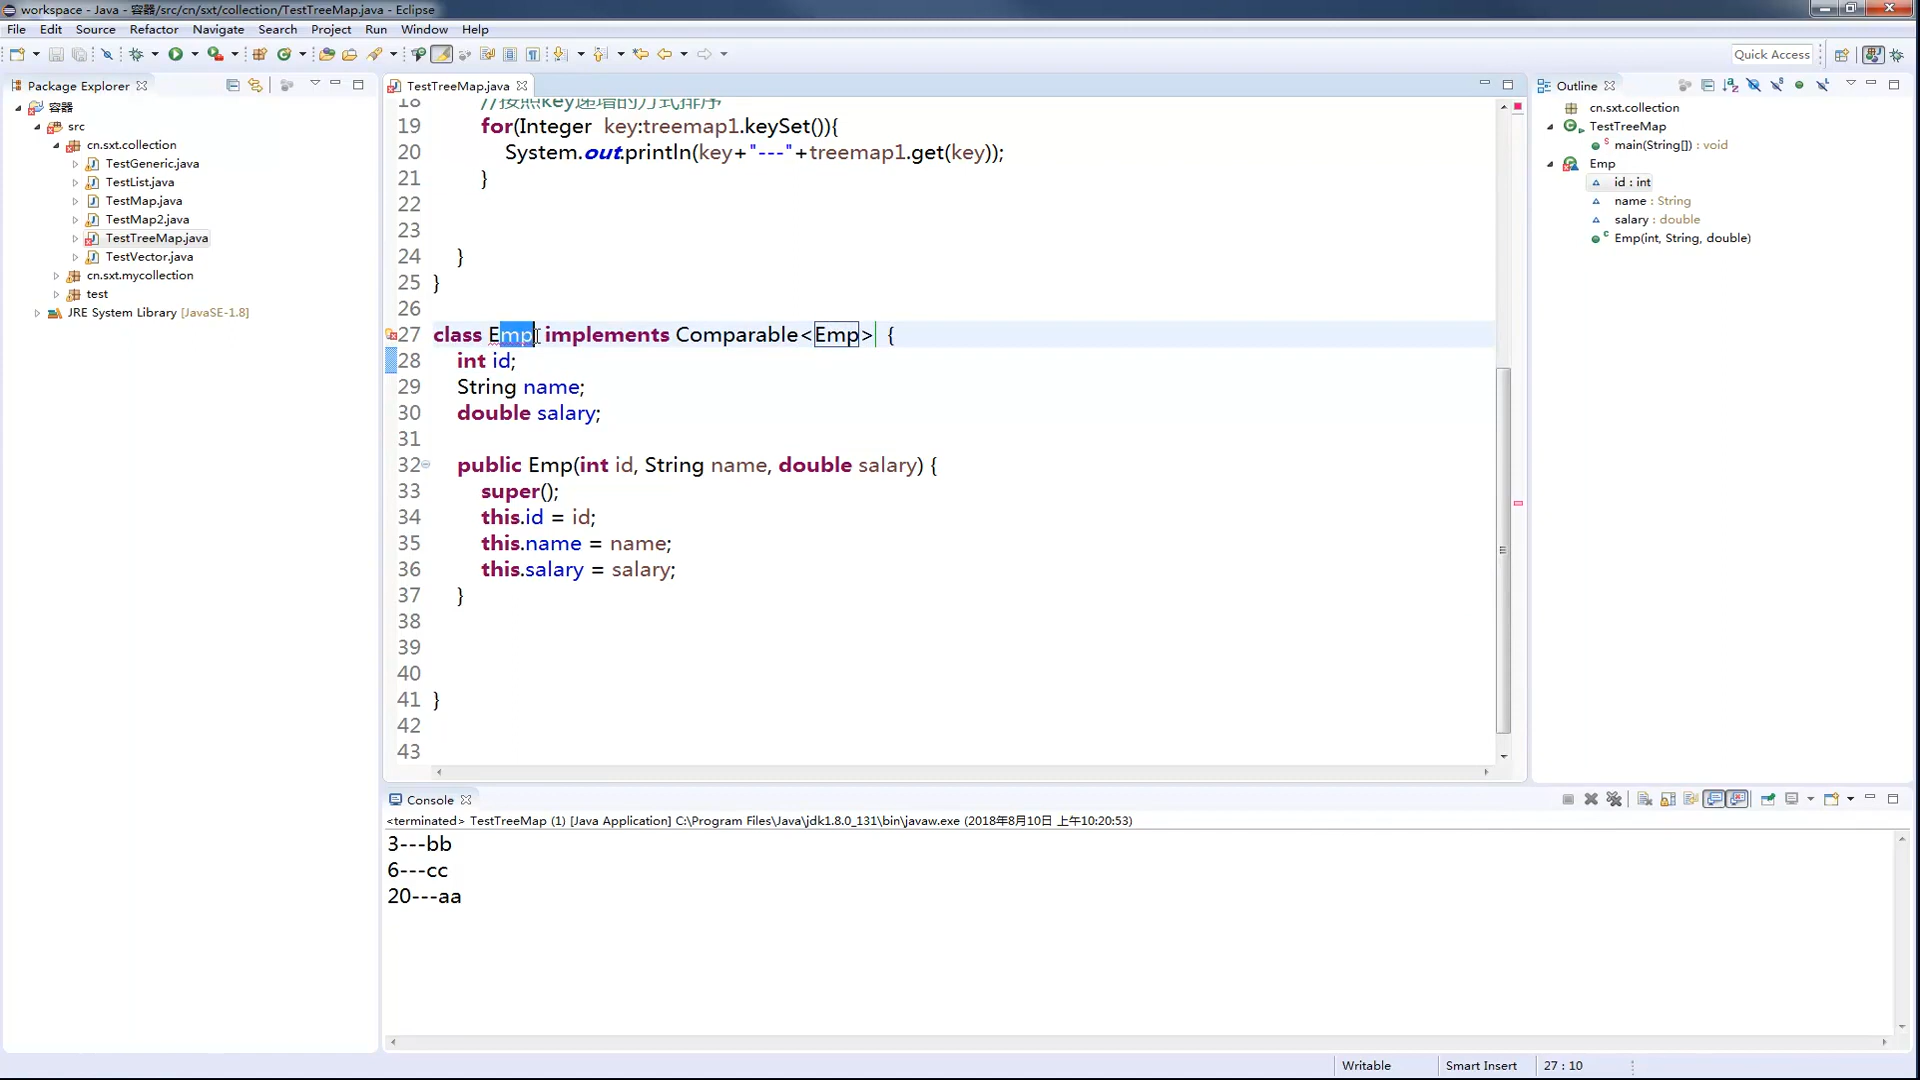 workspace - Java - 容器/src/cn/sxt/collection/TestTreeMap.java - Eclipse
File Edit Source Refactor Navigate Search Project Run Window Help
Quick Access
Package Explorer
容器
src
cn.sxt.collection
TestGeneric.java
TestList.java
TestMap.java
TestMap2.java
TestTreeMap.java
TestVector.java
cn.sxt.mycollection
test
JRE System Library [JavaSE-1.8]
TestTreeMap.java
18 //按照key递增的方式排序
19 for(Integer key:treemap1.keySet()){
20 System.out.println(key+"---"+treemap1.get(key));
21 }
22
23
24 }
25 }
26
27 class Emp implements Comparable<Emp> {
28 int id;
29 String name;
30 double salary;
31
32 public Emp(int id, String name, double salary) {
33 super();
34 this.id = id;
35 this.name = name;
36 this.salary = salary;
37 }
38
39
40
41 }
42
43
Outline
cn.sxt.collection
TestTreeMap
main(String[]) : void
Emp
id : int
name : String
salary : double
Emp(int, String, double)
Console
<terminated> TestTreeMap (1) [Java Application] C:\Program Files\Java\jdk1.8.0_131\bin\javaw.exe (2018年8月10日 上午10:20:53)
3---bb
6---cc
20---aa
Writable Smart Insert 27 : 10